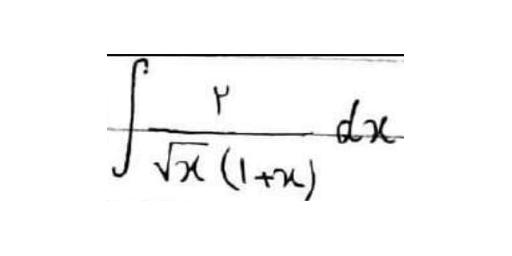 ∫ ۲ / √x (1+x) dx